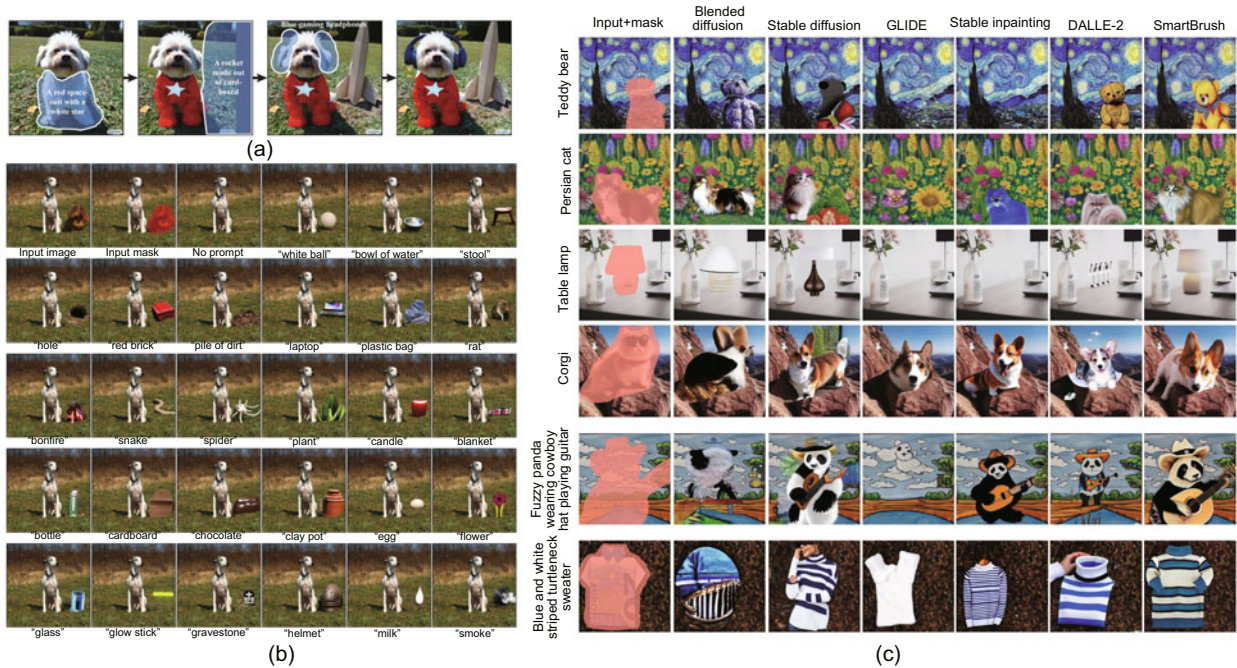 A red space-
suit with a
white star
A rocket
made out
of card-
board
Blue gaming headphones
(a)
Input image Input mask No prompt “white ball” “bowl of water” “stool”
“hole” “red brick” “pile of dirt” “laptop” “plastic bag” “rat”
“bonfire” “snake” “spider” “plant” “candle” “blanket”
“bottle” “cardboard” “chocolate” “clay pot” “egg” “flower”
“glass” “glow stick” “gravestone” “helmet” “milk” “smoke”
(b)
Input+mask Blended diffusion Stable diffusion GLIDE Stable inpainting DALLE-2 SmartBrush
Teddy bear
Persian cat
Table lamp
Corgi
Fuzzy panda
wearing cowboy
hat playing guitar
Blue and white
striped turtleneck
sweater
(c)